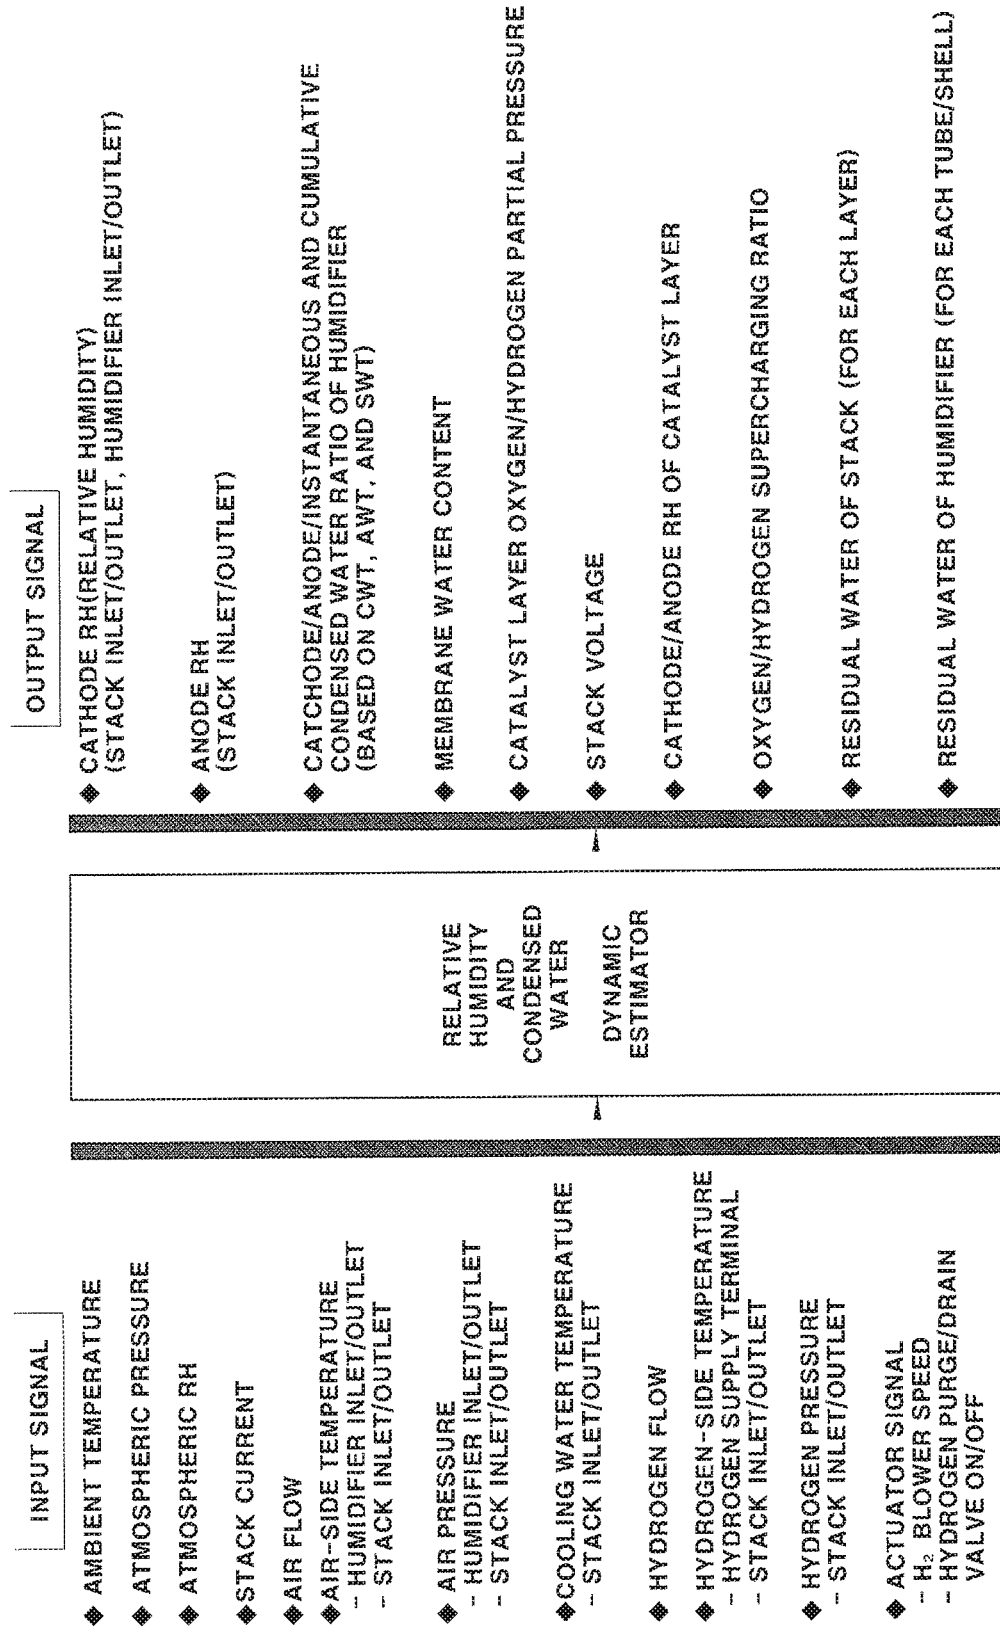 INPUT SIGNAL
◆ AMBIENT TEMPERATURE
◆ ATMOSPHERIC PRESSURE
◆ ATMOSPHERIC RH
◆STACK CURRENT
◆AIR FLOW
◆AIR-SIDE TEMPERATURE
- HUMIDIFIER INLET/OUTLET
- STACK INLET/OUTLET
◆ AIR PRESSURE
- HUMIDIFIER INLET/OUTLET
- STACK INLET/OUTLET
◆COOLING WATER TEMPERATURE
- STACK INLET/OUTLET
◆ HYDROGEN FLOW
◆ HYDROGEN-SIDE TEMPERATURE
- HYDROGEN SUPPLY TERMINAL
- STACK INLET/OUTLET
◆ HYDROGEN PRESSURE
- STACK INLET/OUTLET
◆ ACTUATOR SIGNAL
- H₂ BLOWER SPEED
- HYDROGEN PURGE/DRAIN
VALVE ON/OFF
RELATIVE
HUMIDITY
AND
CONDENSED
WATER
DYNAMIC
ESTIMATOR
OUTPUT SIGNAL
◆ CATHODE RH(RELATIVE HUMIDITY)
(STACK INLET/OUTLET, HUMIDIFIER INLET/OUTLET)
◆ ANODE RH
(STACK INLET/OUTLET)
◆ CATCHODE/ANODE/INSTANTANEOUS AND CUMULATIVE
CONDENSED WATER RATIO OF HUMIDIFIER
(BASED ON CWT, AWT, AND SWT)
◆ MEMBRANE WATER CONTENT
◆ CATALYST LAYER OXYGEN/HYDROGEN PARTIAL PRESSURE
◆ STACK VOLTAGE
◆ CATHODE/ANODE RH OF CATALYST LAYER
◆ OXYGEN/HYDROGEN SUPERCHARGING RATIO
◆ RESIDUAL WATER OF STACK (FOR EACH LAYER)
◆ RESIDUAL WATER OF HUMIDIFIER (FOR EACH TUBE/SHELL)